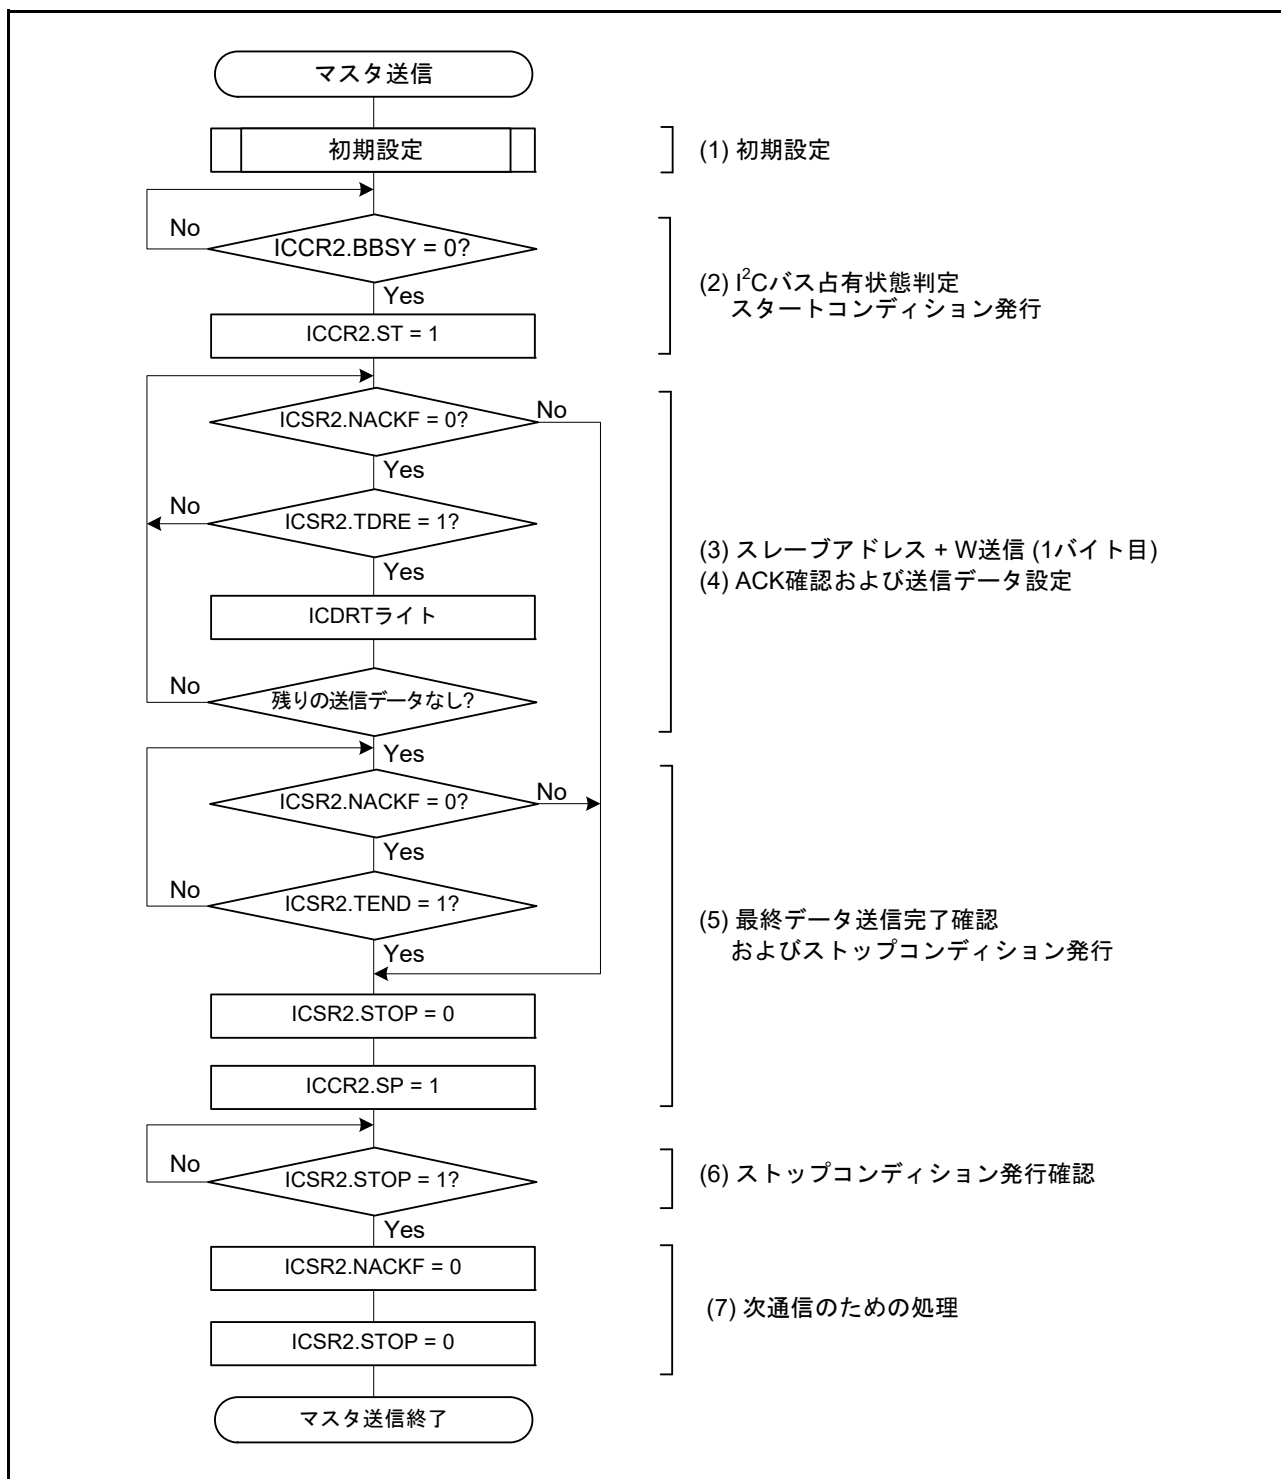 マスタ送信
初期設定
(1) 初期設定
No
ICCR2.BBSY = 0?
Yes
(2) I²Cバス占有状態判定
スタートコンディション発行
ICCR2.ST = 1
ICSR2.NACKF = 0?
No
Yes
No
ICSR2.TDRE = 1?
Yes
(3) スレーブアドレス + W送信 (1バイト目)
(4) ACK確認および送信データ設定
ICDRTライト
No
残りの送信データなし?
Yes
ICSR2.NACKF = 0?
No
Yes
No
ICSR2.TEND = 1?
Yes
(5) 最終データ送信完了確認
およびストップコンディション発行
ICSR2.STOP = 0
ICCR2.SP = 1
No
ICSR2.STOP = 1?
Yes
(6) ストップコンディション発行確認
ICSR2.NACKF = 0
(7) 次通信のための処理
ICSR2.STOP = 0
マスタ送信終了